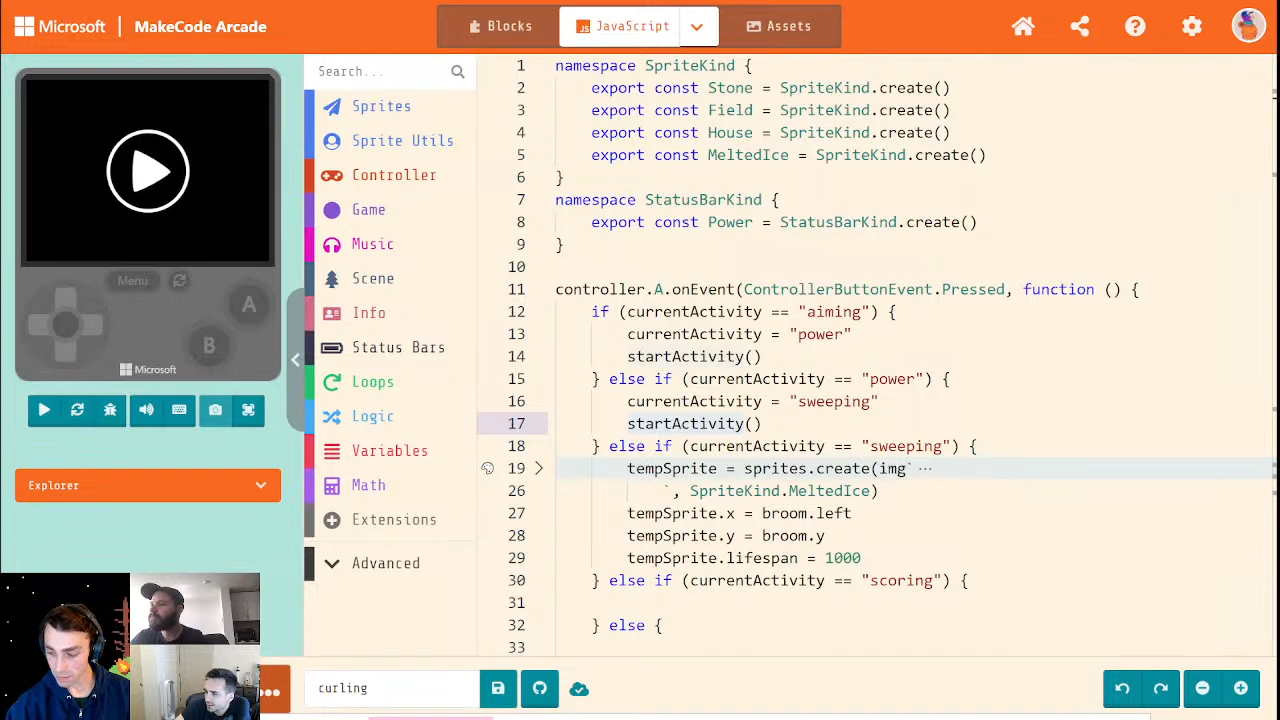 Microsoft | MakeCode Arcade
Blocks
JavaScript
Assets
Menu
A
B
Microsoft
Explorer
Search...
Sprites
Sprite Utils
Controller
Game
Music
Scene
Info
Status Bars
Loops
Logic
Variables
Math
Extensions
Advanced
1 namespace SpriteKind {
2 export const Stone = SpriteKind.create()
3 export const Field = SpriteKind.create()
4 export const House = SpriteKind.create()
5 export const MeltedIce = SpriteKind.create()
6 }
7 namespace StatusBarKind {
8 export const Power = StatusBarKind.create()
9 }
10
11 controller.A.onEvent(ControllerButtonEvent.Pressed, function () {
12 if (currentActivity == "aiming") {
13 currentActivity = "power"
14 startActivity()
15 } else if (currentActivity == "power") {
16 currentActivity = "sweeping"
17 startActivity()
18 } else if (currentActivity == "sweeping") {
19 tempSprite = sprites.create(img` ···
26 `, SpriteKind.MeltedIce)
27 tempSprite.x = broom.left
28 tempSprite.y = broom.y
29 tempSprite.lifespan = 1000
30 } else if (currentActivity == "scoring") {
31
32 } else {
33
curling